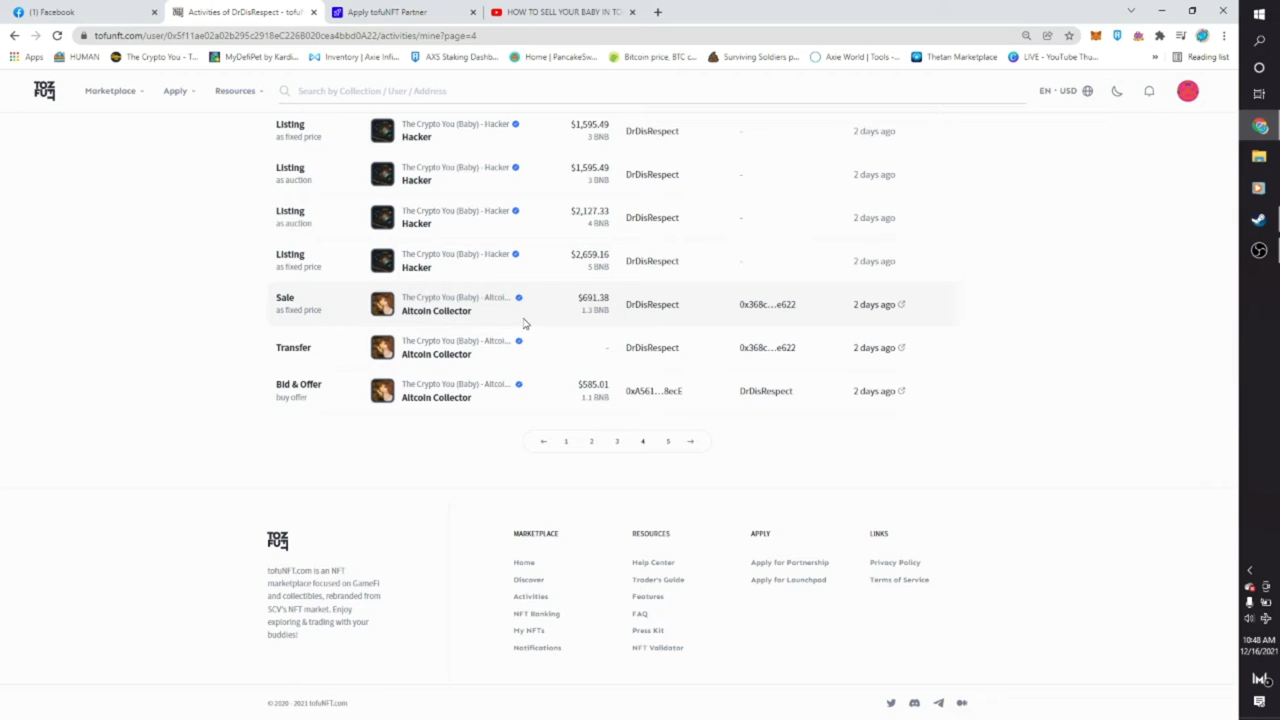 (1) Facebook
Activities of DrDisRespect - tofuN
Apply tofuNFT Partner
HOW TO SELL YOUR BABY IN TO
tofunft.com/user/0x5f11ae02a02b295c2918eC226B020cea4bbd0A22/activities/mine?page=4
Apps
HUMAN
The Crypto You - T...
MyDefiPet by Kardi...
Inventory | Axie Infi...
AXS Staking Dashb...
Home | PancakeSw...
Bitcoin price, BTC c...
Surviving Soldiers p...
Axie World | Tools -...
Thetan Marketplace
LIVE - YouTube Thu...
»
Reading list
TOZ
FU
Marketplace
Apply
Resources
Search by Collection / User / Address
EN · USD
Listing
as fixed price
The Crypto You (Baby) - Hacker
Hacker
$1,595.49
3 BNB
DrDisRespect
-
2 days ago
Listing
as auction
The Crypto You (Baby) - Hacker
Hacker
$1,595.49
3 BNB
DrDisRespect
-
2 days ago
Listing
as auction
The Crypto You (Baby) - Hacker
Hacker
$2,127.33
4 BNB
DrDisRespect
-
2 days ago
Listing
as fixed price
The Crypto You (Baby) - Hacker
Hacker
$2,659.16
5 BNB
DrDisRespect
-
2 days ago
Sale
as fixed price
The Crypto You (Baby) - Altcoi...
Altcoin Collector
$691.38
1.3 BNB
DrDisRespect
0x368c...e622
2 days ago
Transfer
The Crypto You (Baby) - Altcoi...
Altcoin Collector
-
DrDisRespect
0x368c...e622
2 days ago
Bid & Offer
buy offer
The Crypto You (Baby) - Altcoi...
Altcoin Collector
$585.01
1.1 BNB
0xA561...8ecE
DrDisRespect
2 days ago
← 1 2 3 4 5 →
tofuNFT.com is an NFT
marketplace focused on GameFi
and collectibles, rebranded from
SCV's NFT market. Enjoy
exploring & trading with your
buddies!
MARKETPLACE
Home
Discover
Activities
NFT Ranking
My NFTs
Notifications
RESOURCES
Help Center
Trader's Guide
Features
FAQ
Press Kit
NFT Validator
APPLY
Apply for Partnership
Apply for Launchpad
LINKS
Privacy Policy
Terms of Service
© 2020 - 2021 tofuNFT.com
10:48 AM
12/16/2021